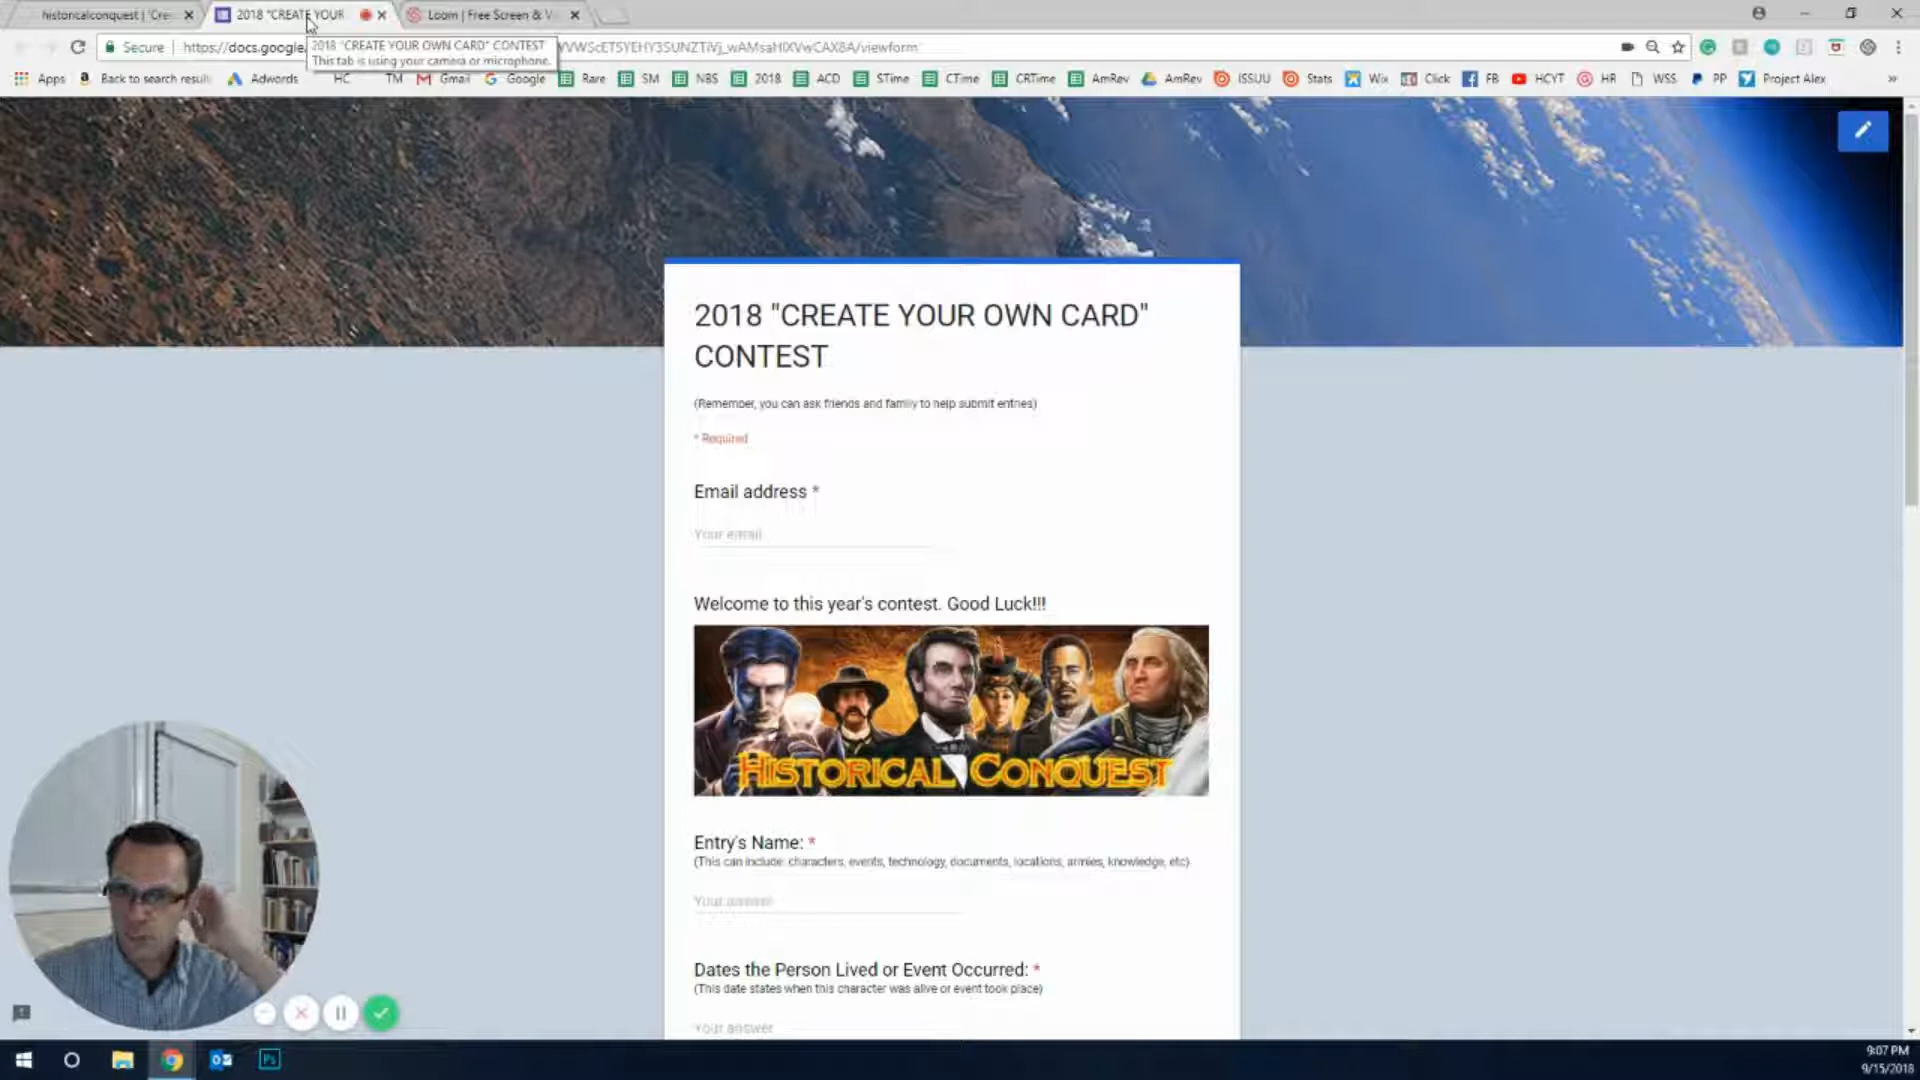 historicalconquest | 'Cre
2018 "CREATE YOUR
Loom | Free Screen & V
Secure
https://docs.google.
VWScET5YEHY3SUNZTiVj_wAMsaHIXVwCAX8A/viewform
2018 "CREATE YOUR OWN CARD" CONTEST
This tab is using your camera or microphone.
Apps
Back to search result
Adwords
HC
TM
Gmail
Google
Rare
SM
NBS
2018
ACD
STime
CTime
CRTime
AmRev
AmRev
ISSUU
Stats
Wix
Click
FB
HCYT
HR
WSS
PP
Project Alex
»
2018 "CREATE YOUR OWN CARD"
CONTEST
(Remember, you can ask friends and family to help submit entries)
* Required
Email address *
Your email
Welcome to this year's contest. Good Luck!!!
HISTORICAL CONQUEST
Entry's Name: *
(This can include: characters, events, technology, documents, locations, armies, knowledge, etc)
Your answer
Dates the Person Lived or Event Occurred: *
(This date states when this character was alive or event took place)
Your answer
Ps
9:07 PM
9/15/2018